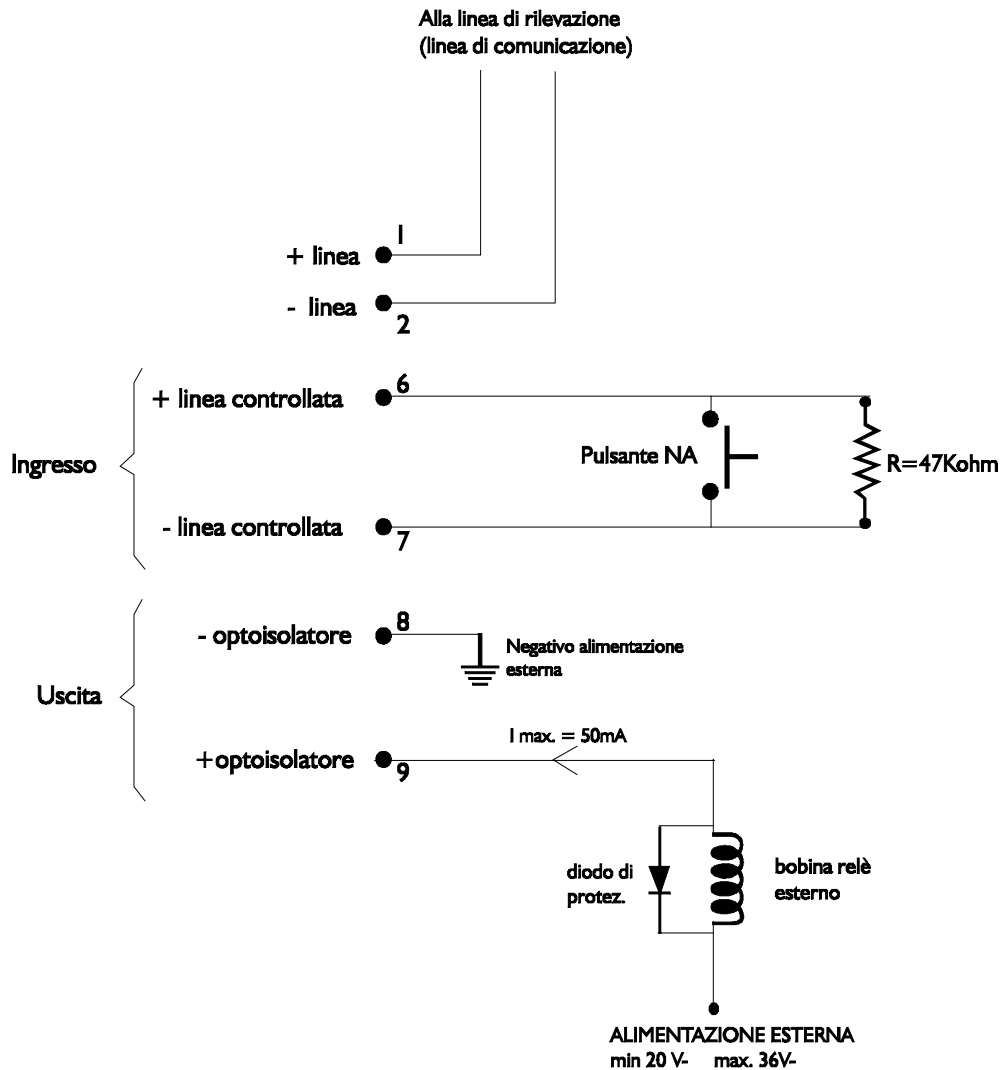 Alla linea di rilevazione
(linea di comunicazione)
1
+ linea
- linea
2
6
+ linea controllata
Pulsante NA
Ingresso
R=47Kohm
- linea controllata
7
8
- optoisolatore
Negativo alimentazione
esterna
Uscita
I max. = 50mA
+optoisolatore
9
diodo di
protez.
bobina relè
esterno
ALIMENTAZIONE ESTERNA
min 20 V- max. 36V-